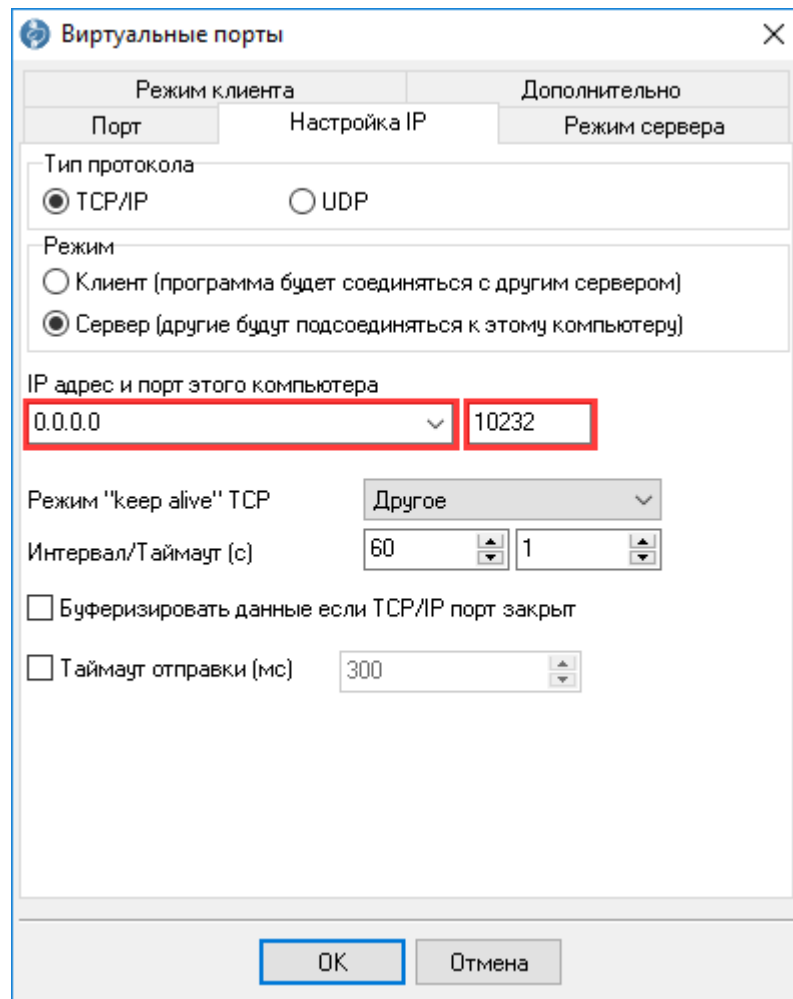 Виртуальные порты
Режим клиента Дополнительно
Порт Настройка IP Режим сервера
Тип протокола
TCP/IP UDP
Режим
Клиент (программа будет соединяться с другим сервером)
Сервер (другие будут подсоединяться к этому компьютеру)
IP адрес и порт этого компьютера
0.0.0.0 10232
Режим "keep alive" TCP Другое
Интервал/Таймаут (с) 60 1
Буферизировать данные если TCP/IP порт закрыт
Таймаут отправки (мс) 300
OK Отмена